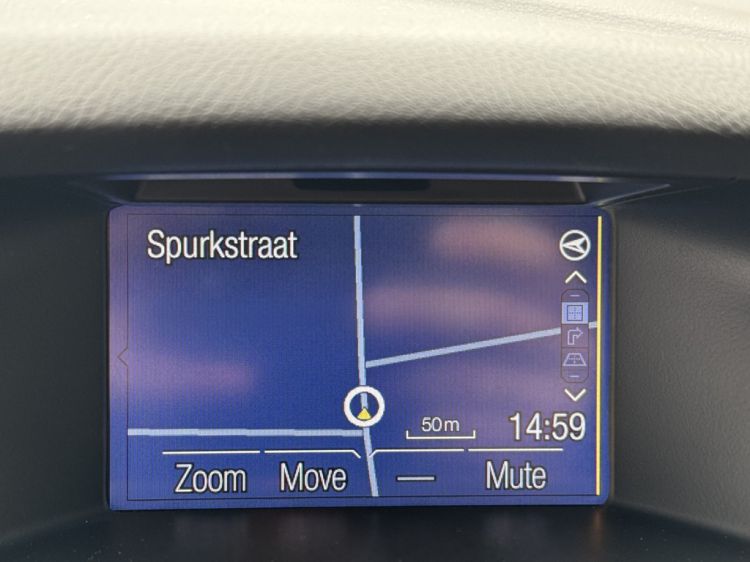 Spurkstraat
50m
14:59
Zoom Move — Mute